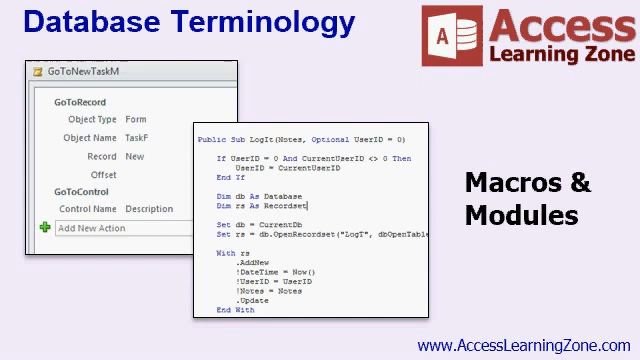 Database Terminology
Access
Learning Zone
A
GoToNewTaskM
GoToRecord
Object Type Form
Object Name TaskF
Record New
Offset
GoToControl
Control Name Description
Add New Action
Public Sub LogIt(Notes, Optional UserID = 0)
If UserID = 0 And CurrentUserID <> 0 Then
UserID = CurrentUserID
End If
Dim db As Database
Dim rs As Recordset
Set db = CurrentDb
Set rs = db.OpenRecordset("LogT", dbOpenTable
With rs
.AddNew
!DateTime = Now()
!UserID = UserID
!Notes = Notes
.Update
End With
Macros &
Modules
www.AccessLearningZone.com